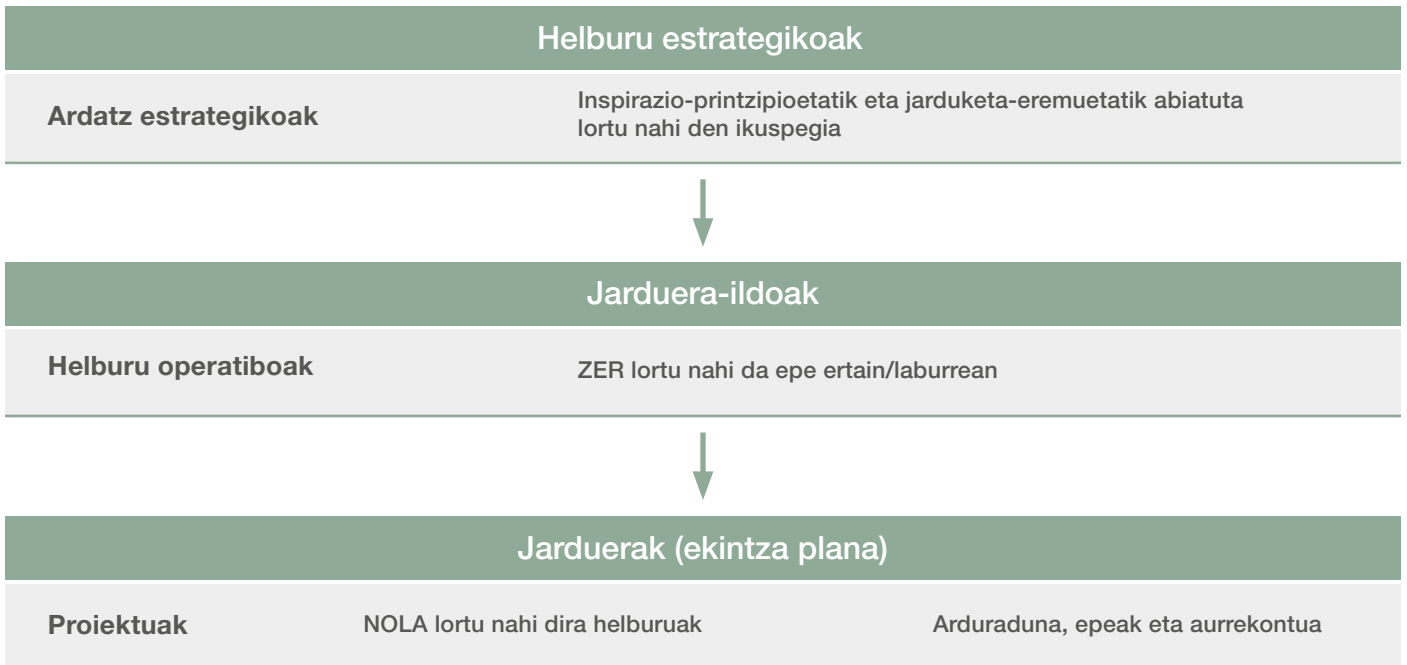 Helburu estrategikoak
Ardatz estrategikoak
Inspirazio-printzipioetatik eta jarduketa-eremuetatik abiatuta
lortu nahi den ikuspegia
Jarduera-ildoak
Helburu operatiboak
ZER lortu nahi da epe ertain/laburrean
Jarduerak (ekintza plana)
Proiektuak
NOLA lortu nahi dira helburuak
Arduraduna, epeak eta aurrekontua